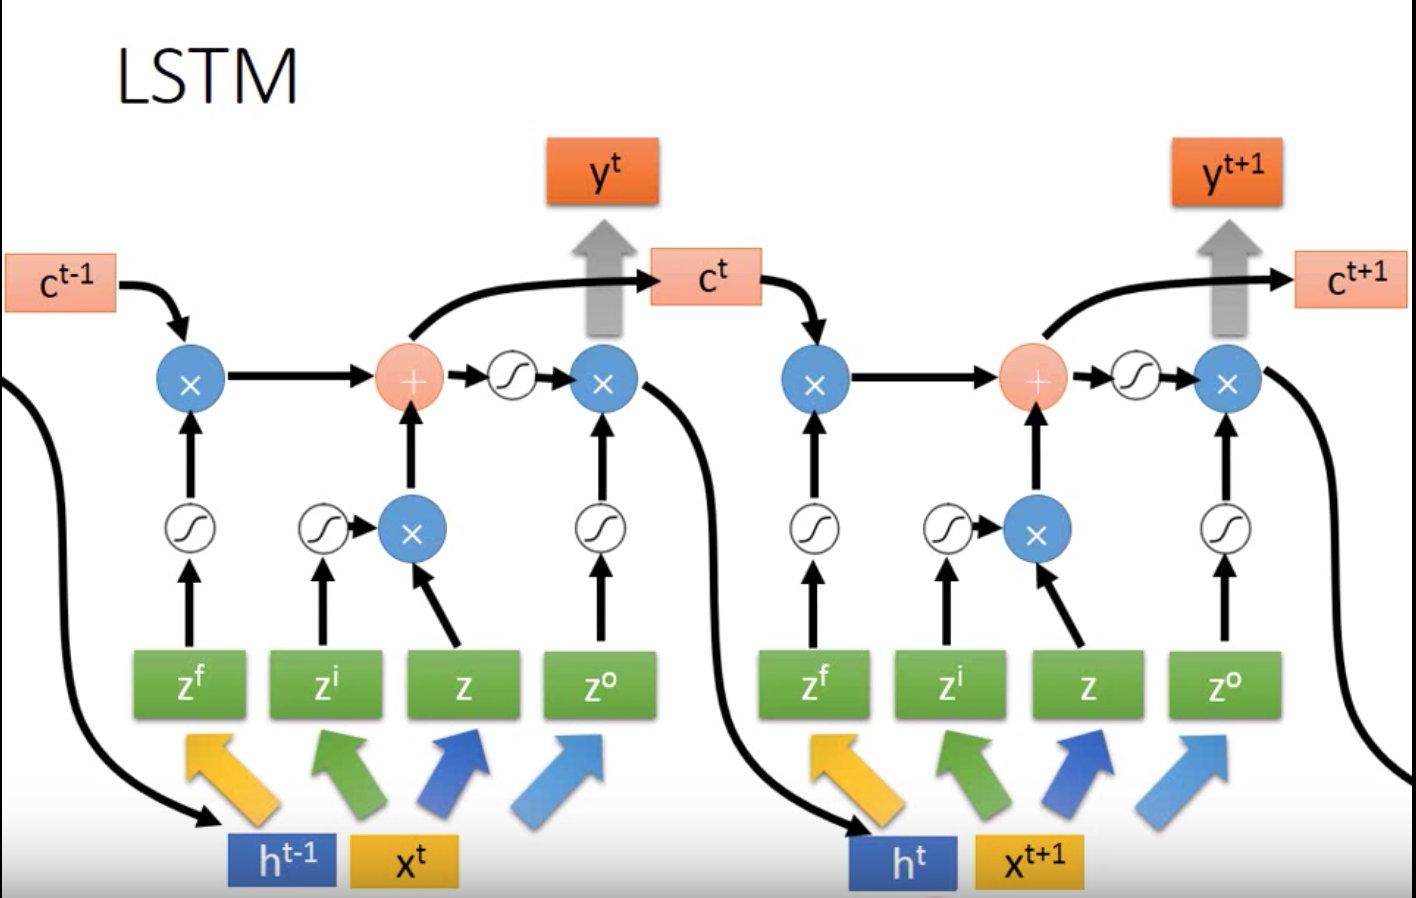 LSTM
y^t
y^{t+1}
c^{t-1}
c^t
c^{t+1}
×
+
×
×
+
×
×
×
z^f
z^i
z
z^o
z^f
z^i
z
z^o
h^{t-1}
x^t
h^t
x^{t+1}